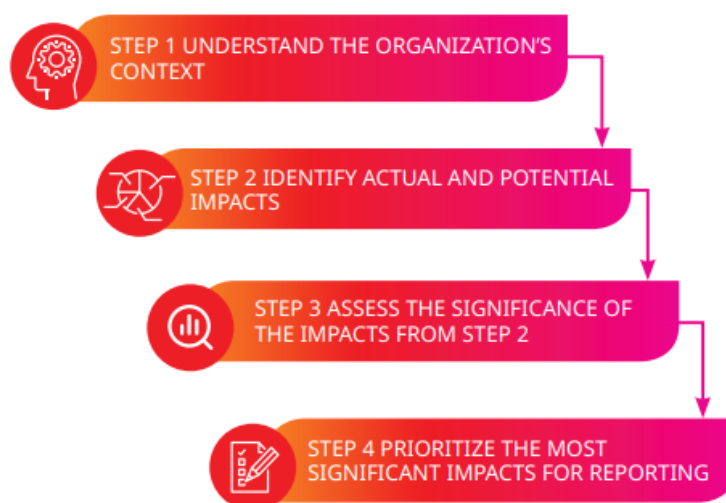 STEP 1 UNDERSTAND THE ORGANIZATION'S
CONTEXT
STEP 2 IDENTIFY ACTUAL AND POTENTIAL
IMPACTS
STEP 3 ASSESS THE SIGNIFICANCE OF
THE IMPACTS FROM STEP 2
STEP 4 PRIORITIZE THE MOST
SIGNIFICANT IMPACTS FOR REPORTING